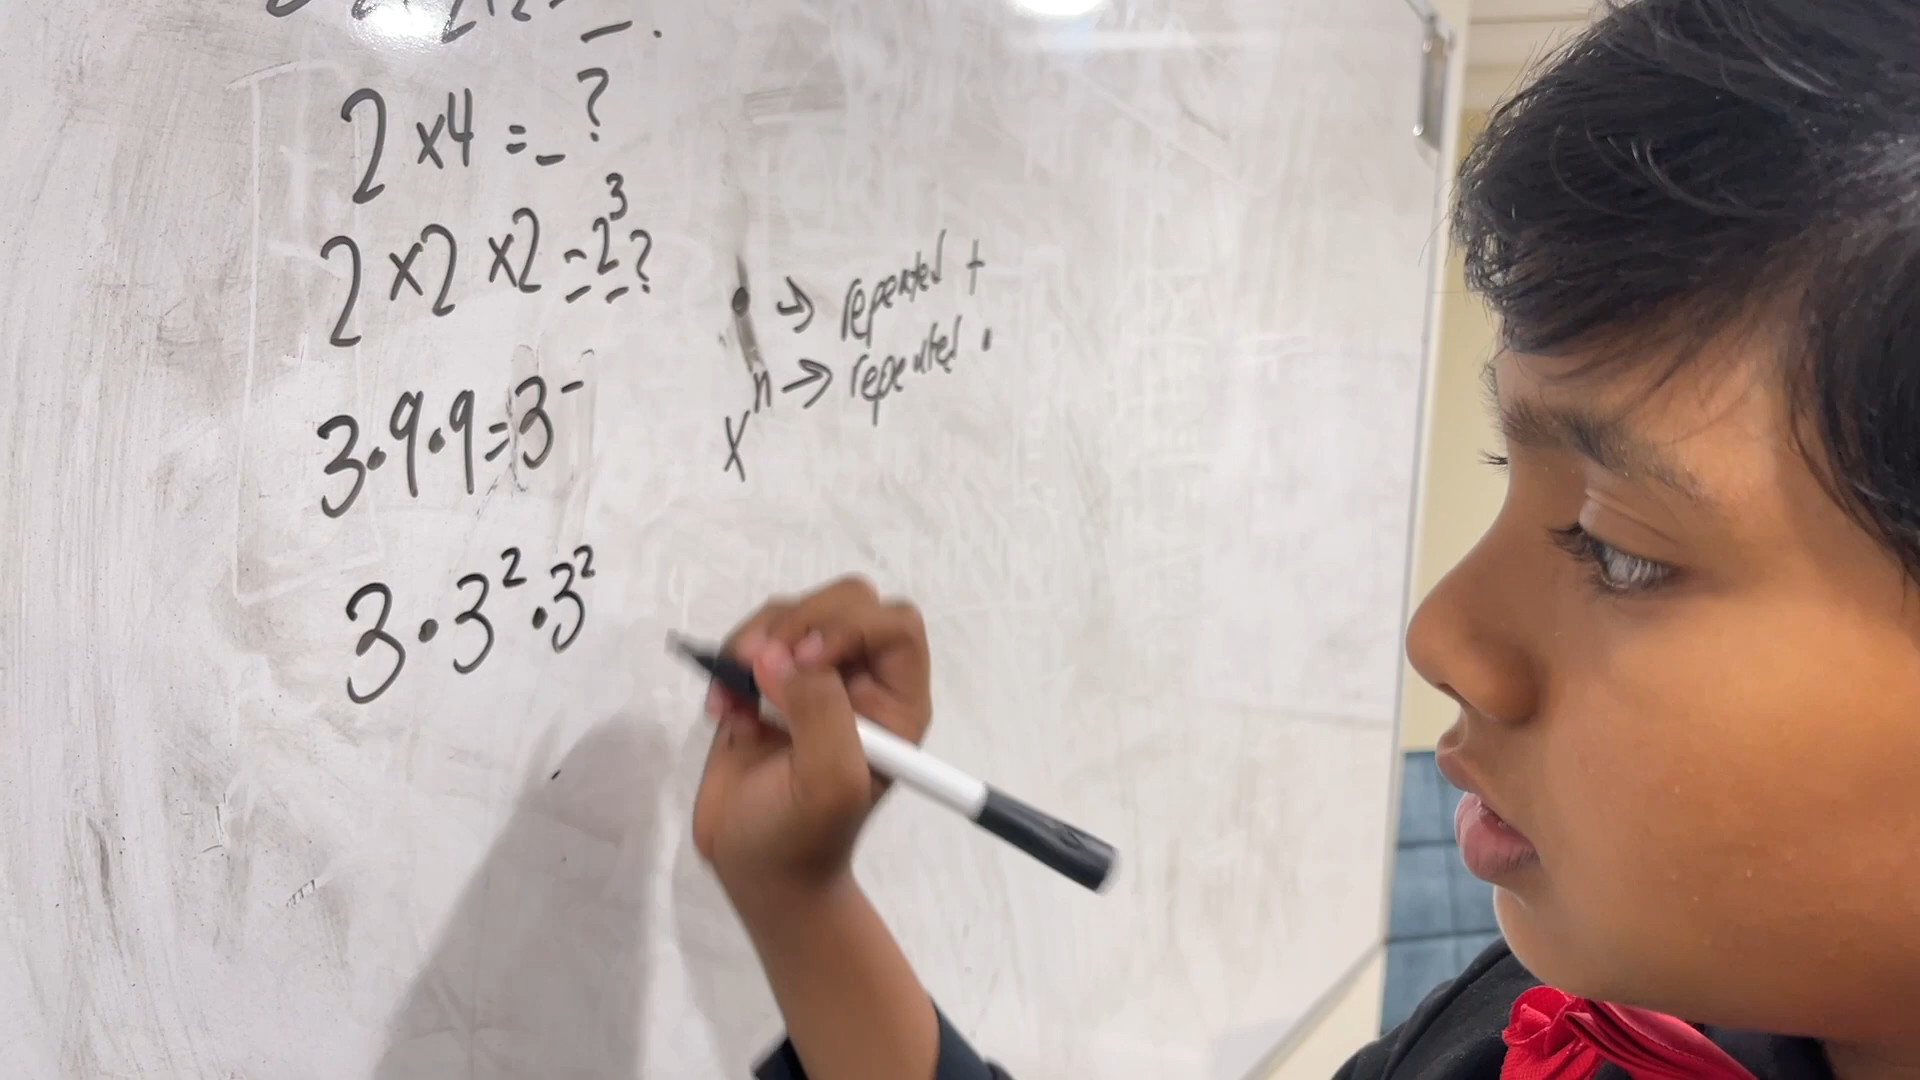 2 × 4 = _ ?
2 × 2 × 2 = 2³ ?
3 · 9 · 9 = 3⁻
3 · 3² · 3²
• → repeated +
xⁿ → repeated •